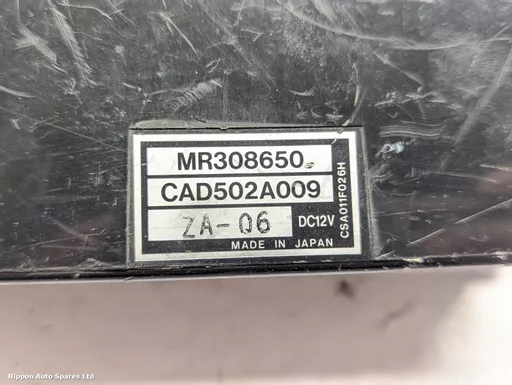 MR308650
CAD502A009
ZA-06 DC12V
MADE IN JAPAN
CSA011F026H
Nippon Auto Spares Ltd